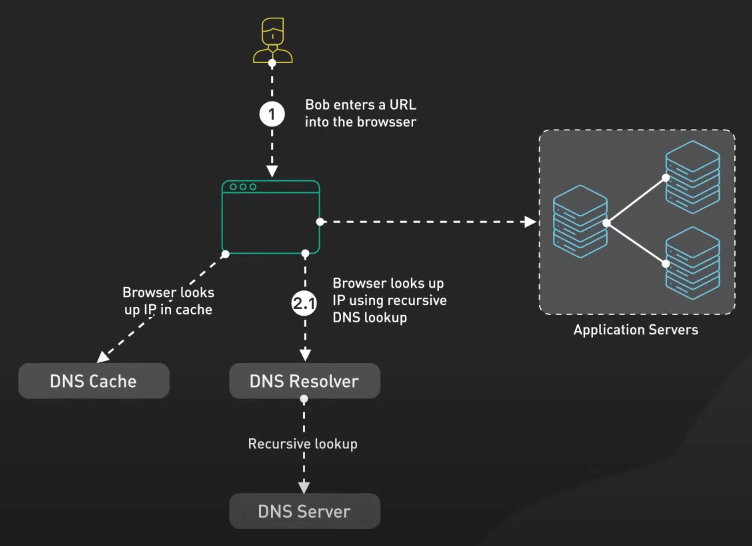 1
Bob enters a URL
into the browsser
Browser looks
up IP in cache
2.1
Browser looks up
IP using recursive
DNS lookup
Application Servers
DNS Cache
DNS Resolver
Recursive lookup
DNS Server